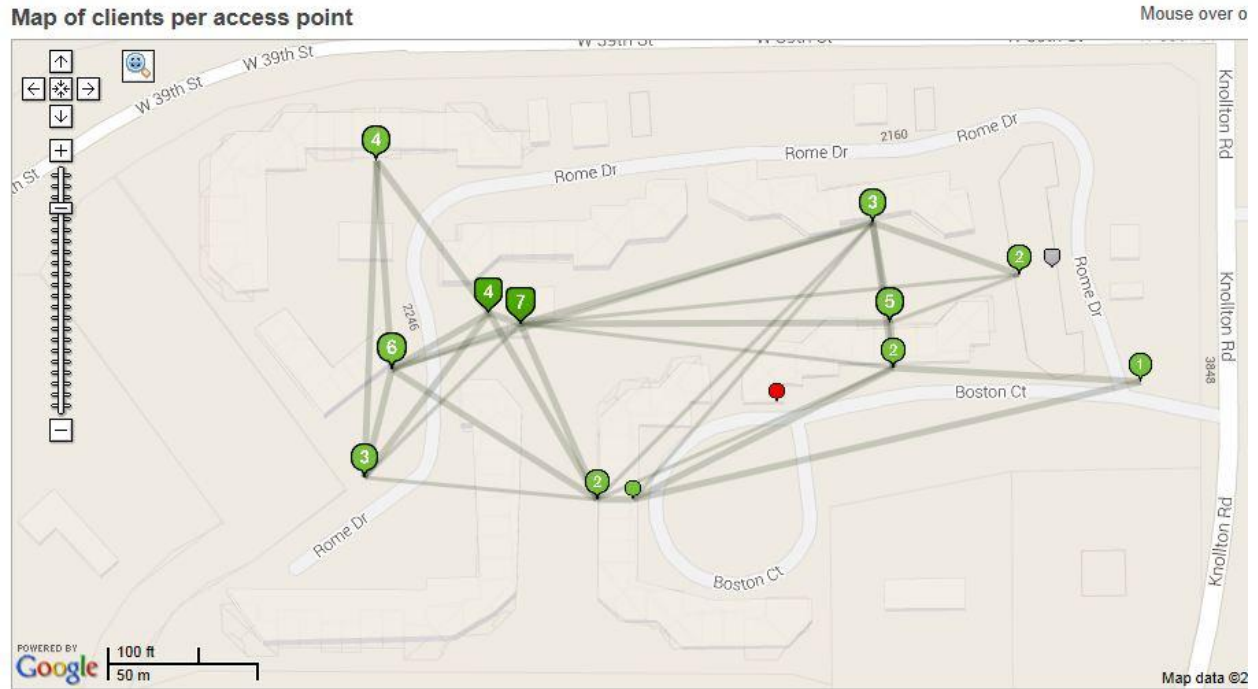 Map of clients per access point
Mouse over o
W 39th St
W 39th St
W 39th St
Knollton Rd
n St
4
Rome Dr
2160
Rome Dr
Rome Dr
3
2
Rome Dr
Knollton Rd
4
7
5
2246
6
2
1
3848
Boston Ct
3
2
Rome Dr
Boston Ct
Knollton Rd
POWERED BY
Google
100 ft
50 m
Map data ©2